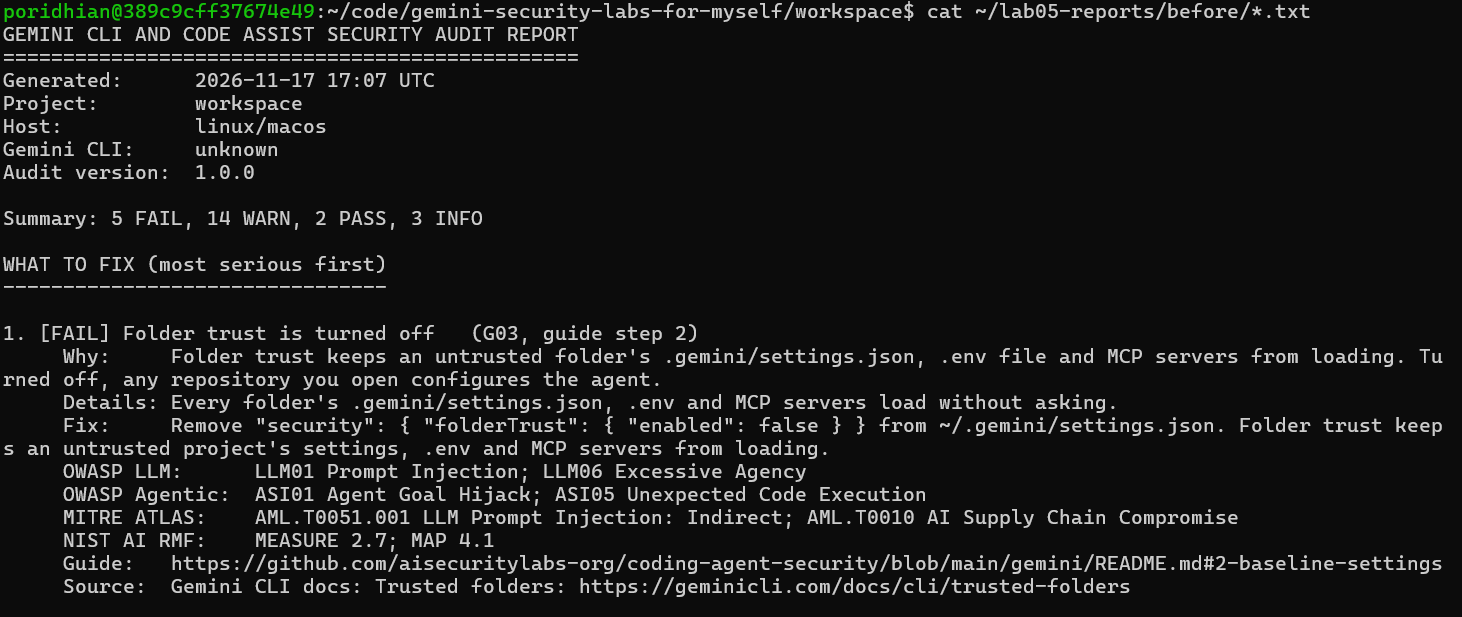 poridhian@389c9cff37674e49:~/code/gemini-security-labs-for-myself/workspace$ cat ~/lab05-reports/before/*.txt
GEMINI CLI AND CODE ASSIST SECURITY AUDIT REPORT
================================================
Generated:      2026-11-17 17:07 UTC
Project:        workspace
Host:           linux/macos
Gemini CLI:     unknown
Audit version:  1.0.0
Summary: 5 FAIL, 14 WARN, 2 PASS, 3 INFO
WHAT TO FIX (most serious first)
--------------------------------
1. [FAIL] Folder trust is turned off   (G03, guide step 2)
     Why:     Folder trust keeps an untrusted folder's .gemini/settings.json, .env file and MCP servers from loading. Tu
rned off, any repository you open configures the agent.
     Details: Every folder's .gemini/settings.json, .env and MCP servers load without asking.
     Fix:     Remove "security": { "folderTrust": { "enabled": false } } from ~/.gemini/settings.json. Folder trust keep
s an untrusted project's settings, .env and MCP servers from loading.
     OWASP LLM:      LLM01 Prompt Injection; LLM06 Excessive Agency
     OWASP Agentic:  ASI01 Agent Goal Hijack; ASI05 Unexpected Code Execution
     MITRE ATLAS:    AML.T0051.001 LLM Prompt Injection: Indirect; AML.T0010 AI Supply Chain Compromise
     NIST AI RMF:    MEASURE 2.7; MAP 4.1
     Guide:   https://github.com/aisecuritylabs-org/coding-agent-security/blob/main/gemini/README.md#2-baseline-settings
     Source:  Gemini CLI docs: Trusted folders: https://geminicli.com/docs/cli/trusted-folders